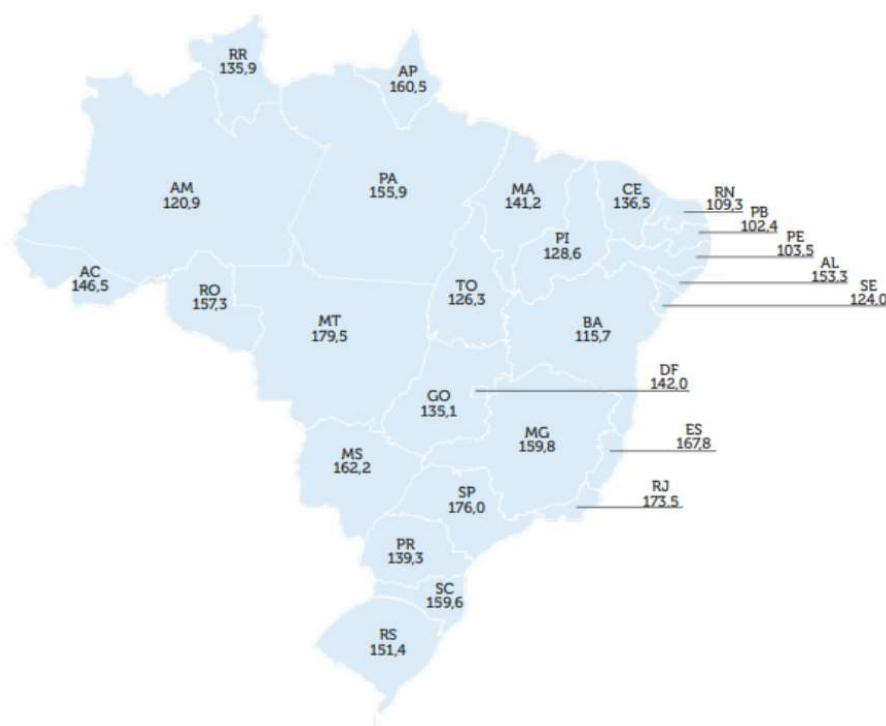 RR
135,9
AP
160,5
AM
120,9
PA
155,9
MA
141,2
CE
136,5
RN
109,3
PB
102,4
PI
128,6
PE
103,5
AL
153,3
SE
124,0
AC
146,5
RO
157,3
TO
126,3
MT
179,5
BA
115,7
DF
142,0
GO
135,1
MG
159,8
ES
167,8
MS
162,2
SP
176,0
RJ
173,5
PR
139,3
SC
159,6
RS
151,4